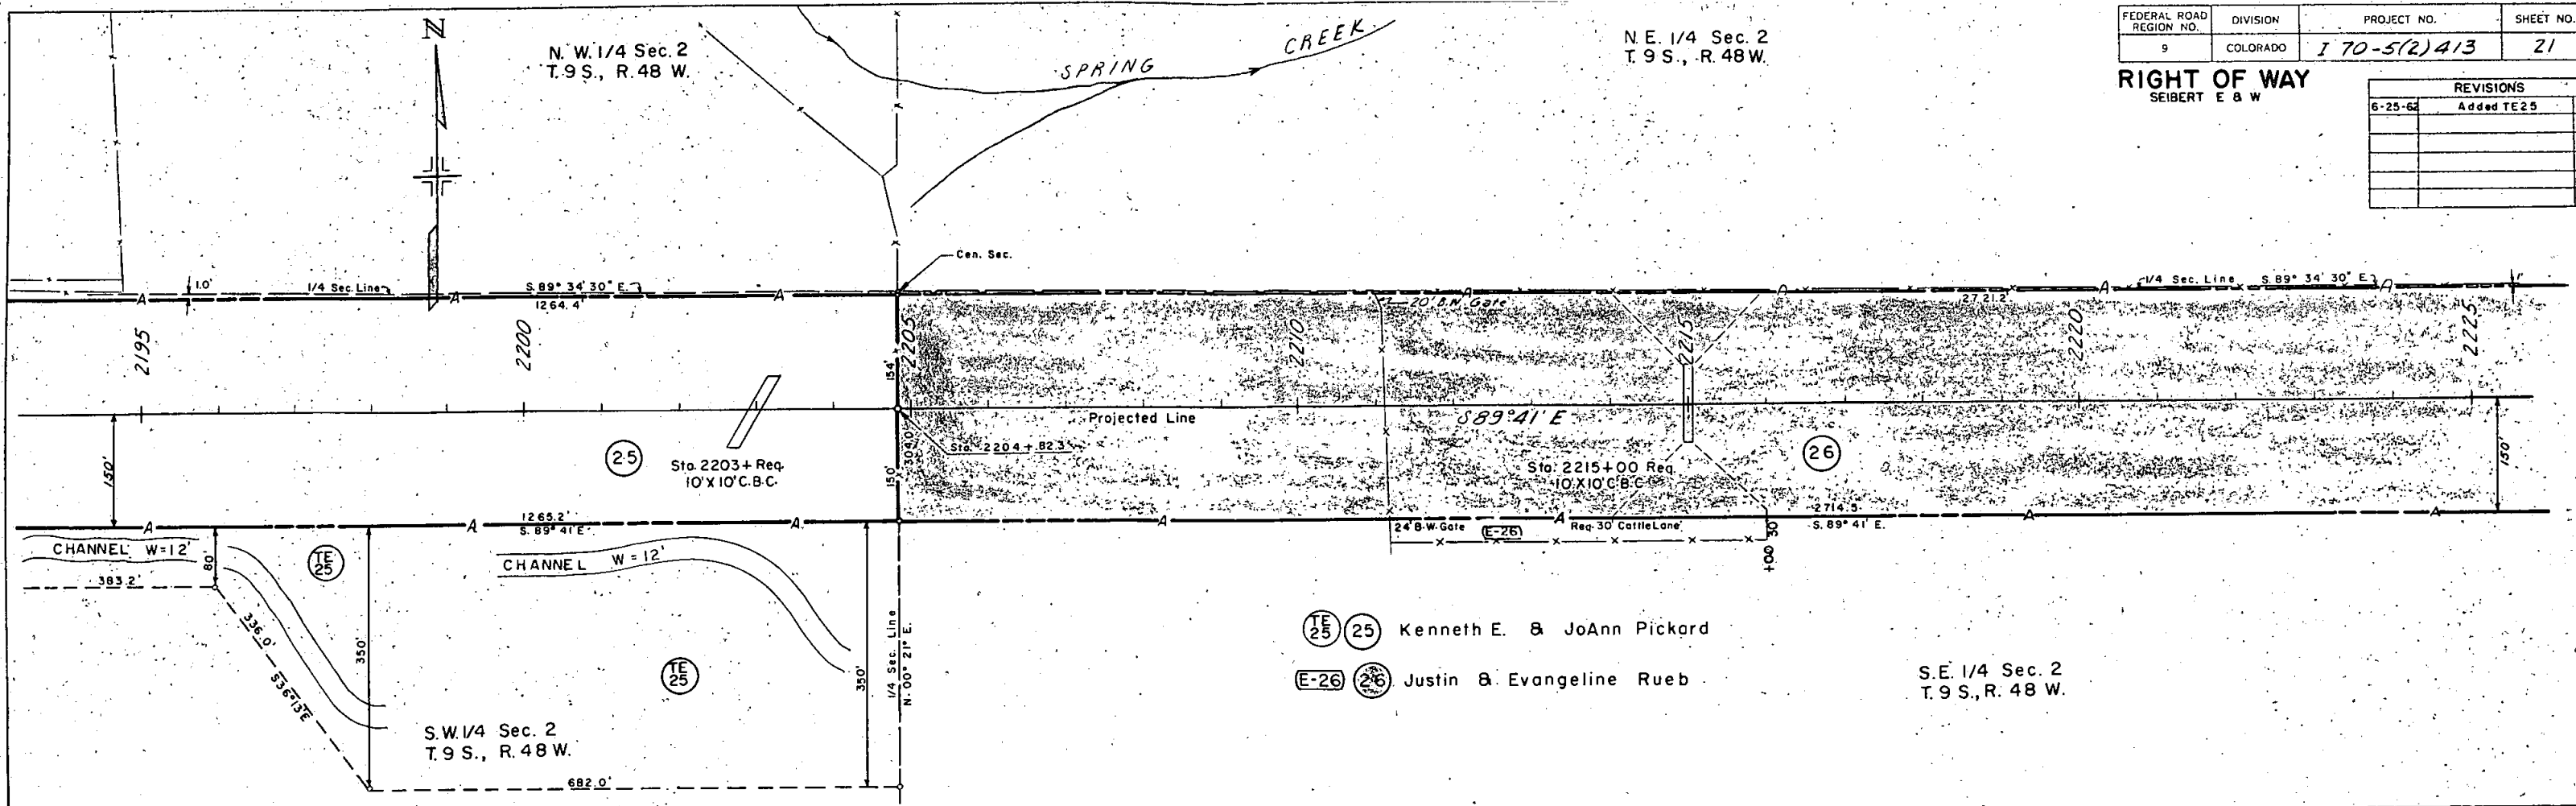 FEDERAL ROAD REGION NO. DIVISION PROJECT NO. SHEET NO.
9 COLORADO I 70-5(2)413 21
RIGHT OF WAY
SEIBERT E & W
REVISIONS
6-25-62 Added TE25
N
N.W. 1/4 Sec. 2
T. 9 S., R. 48 W.
SPRING CREEK
N.E. 1/4 Sec. 2
T. 9 S., R. 48 W.
Cen. Sec.
1.0'
1/4 Sec. Line
S. 89° 34' 30" E.
1264.4'
A A A
20' B.W. Gate
A A A A
2721.2'
1/4 Sec. Line S. 89° 34' 30" E.
1'
2195
2200
2205
2210
2215
2220
2225
154'
Projected Line
S 89° 41' E
Sta. 2204+82.3
304.0'
150'
150'
150'
25
Sta. 2203+ Req.
10' X 10' C.B.C.
Sta. 2215+00 Req.
10' X 10' C.B.C.
26
A A A
1265.2'
S. 89° 41' E.
A A A A
2714.5
S. 89° 41' E.
24' B.W. Gate
E-26
Req. 30' Cattle Lane
+00
30'
CHANNEL W=12'
80'
383.2'
TE 25
CHANNEL W = 12'
336.0'
S36°13'E
350'
TE 25
350'
1/4 Sec. Line
N. 00° 21' E.
S.W. 1/4 Sec. 2
T. 9 S., R. 48 W.
682.0'
TE 25 25 Kenneth E. & JoAnn Pickard
E-26 26 Justin & Evangeline Rueb
S.E. 1/4 Sec. 2
T. 9 S., R. 48 W.